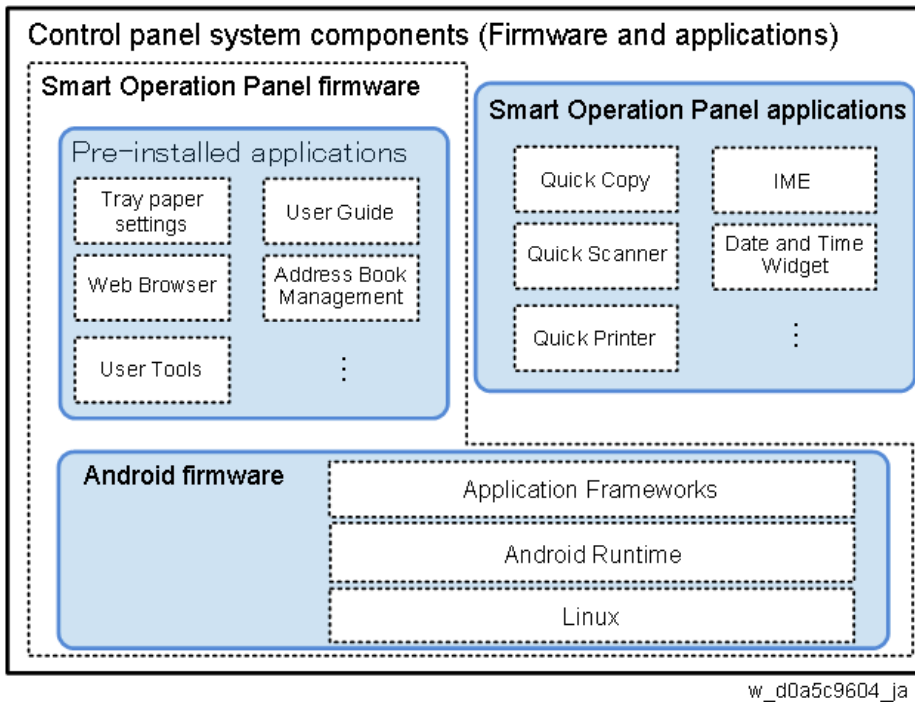 Control panel system components (Firmware and applications)
Smart Operation Panel firmware
Pre-installed applications
Tray paper
settings
User Guide
Web Browser
Address Book
Management
User Tools
⋮
Smart Operation Panel applications
Quick Copy
IME
Quick Scanner
Date and Time
Widget
Quick Printer
⋮
Android firmware
Application Frameworks
Android Runtime
Linux
w_d0a5c9604_ja